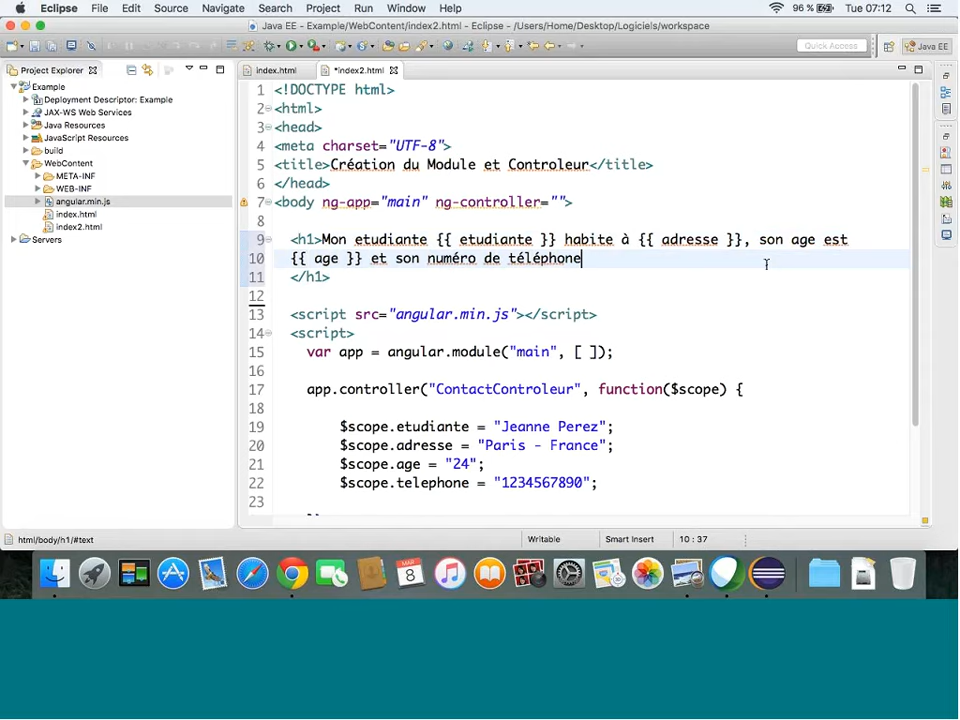 Eclipse File Edit Source Navigate Search Project Run Window Help 96 % Tue 07:12
Java EE - Example/WebContent/index2.html - Eclipse - /Users/Home/Desktop/Logiciels/workspace
Quick Access Java EE
Project Explorer
Example
Deployment Descriptor: Example
JAX-WS Web Services
Java Resources
JavaScript Resources
build
WebContent
META-INF
WEB-INF
angular.min.js
index.html
index2.html
Servers
index.html *index2.html
1 <!DOCTYPE html>
2 <html>
3 <head>
4 <meta charset="UTF-8">
5 <title>Création du Module et Controleur</title>
6 </head>
7 <body ng-app="main" ng-controller="">
8
9 <h1>Mon etudiante {{ etudiante }} habite à {{ adresse }}, son age est
10 {{ age }} et son numéro de téléphone
11 </h1>
12
13 <script src="angular.min.js"></script>
14 <script>
15 var app = angular.module("main", [ ]);
16
17 app.controller("ContactControleur", function($scope) {
18
19 $scope.etudiante = "Jeanne Perez";
20 $scope.adresse = "Paris - France";
21 $scope.age = "24";
22 $scope.telephone = "1234567890";
23
html/body/h1/#text Writable Smart Insert 10 : 37
MAR
8